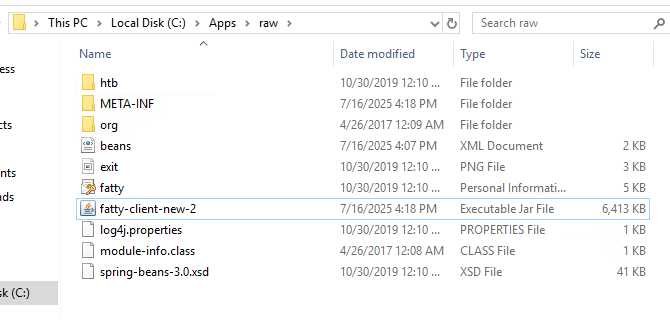 This PC > Local Disk (C:) > Apps > raw > Search raw
Name Date modified Type Size
htb 10/30/2019 12:10 ... File folder
META-INF 7/16/2025 4:18 PM File folder
org 4/26/2017 12:09 AM File folder
beans 7/16/2025 4:07 PM XML Document 2 KB
exit 10/30/2019 12:10 ... PNG File 3 KB
fatty 10/30/2019 12:10 ... Personal Informati... 5 KB
fatty-client-new-2 7/16/2025 4:18 PM Executable Jar File 6,413 KB
log4j.properties 10/30/2019 12:10 ... PROPERTIES File 1 KB
module-info.class 4/26/2017 12:08 AM CLASS File 1 KB
spring-beans-3.0.xsd 10/30/2019 12:10 ... XSD File 41 KB
ess
cts
ents
nds
sk (C:)